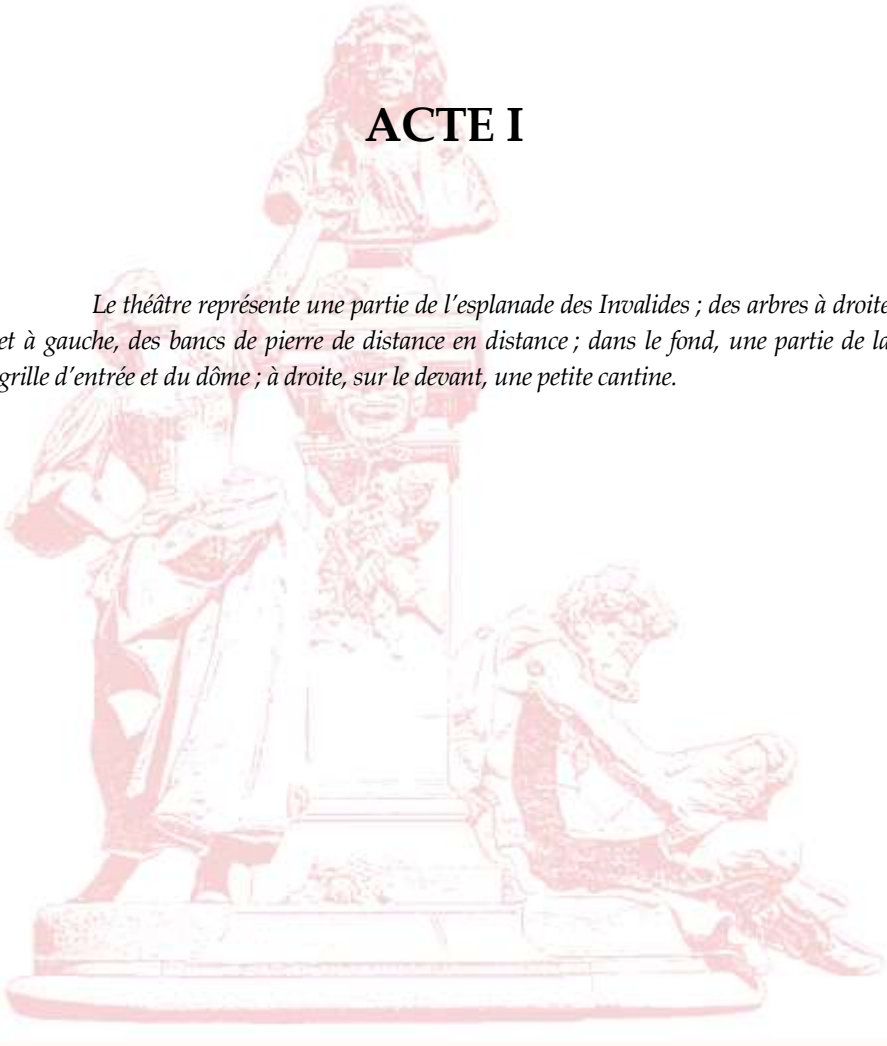 ACTE I
Le théâtre représente une partie de l’esplanade des Invalides ; des arbres à droite
et à gauche, des bancs de pierre de distance en distance ; dans le fond, une partie de la
grille d’entrée et du dôme ; à droite, sur le devant, une petite cantine.